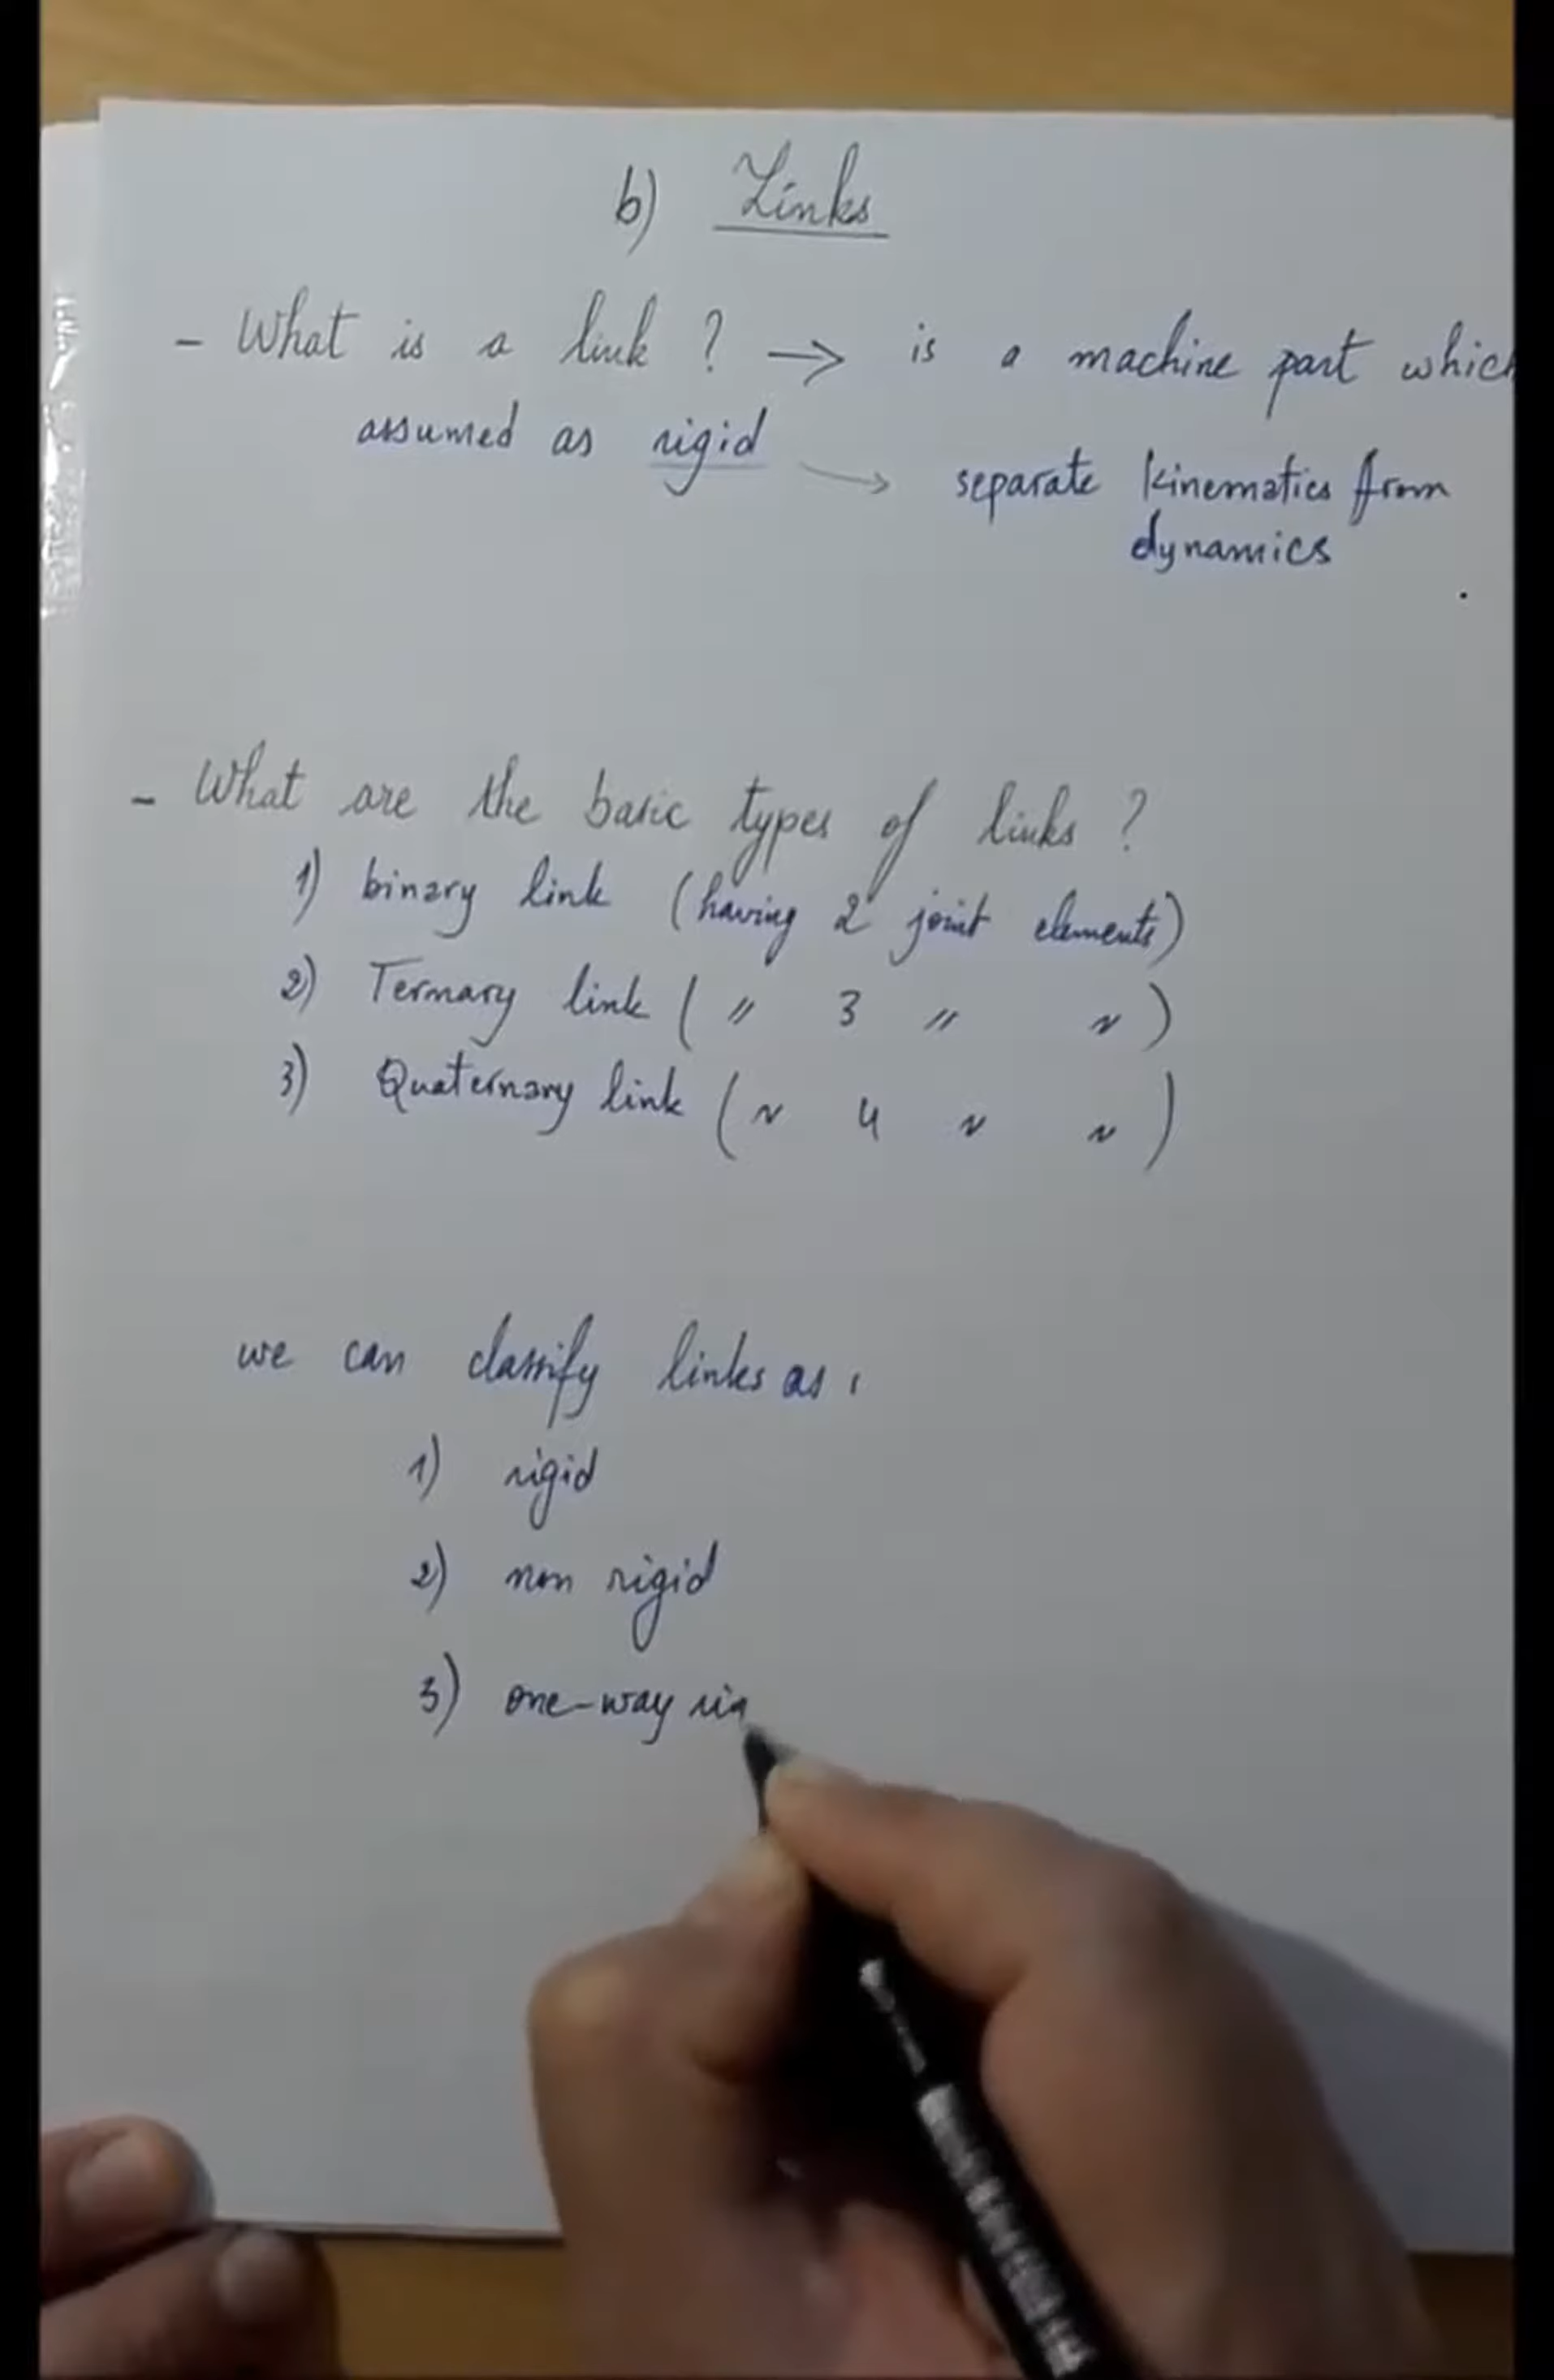 b) Links
- What is a link ? → is a machine part which
assumed as rigid → separate kinematics from
dynamics
- What are the basic types of links ?
1) binary link (having 2 joint elements)
2) Ternary link ( " 3 " " )
3) Quaternary link ( " 4 " " )
we can classify links as :
1) rigid
2) non rigid
3) one-way rig